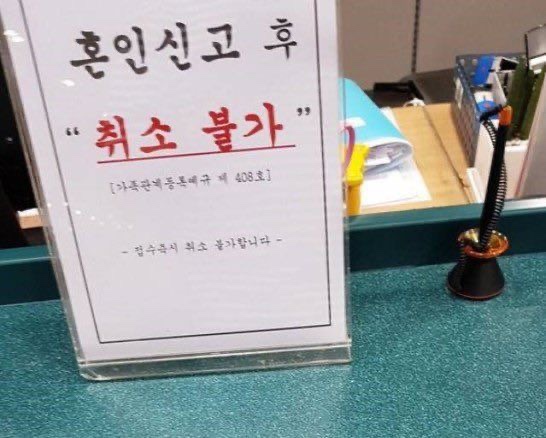 혼인신고 후
“ 취소 불가 ”
[가족관계등록예규 제 408호]
- 접수즉시 취소 불가합니다 -